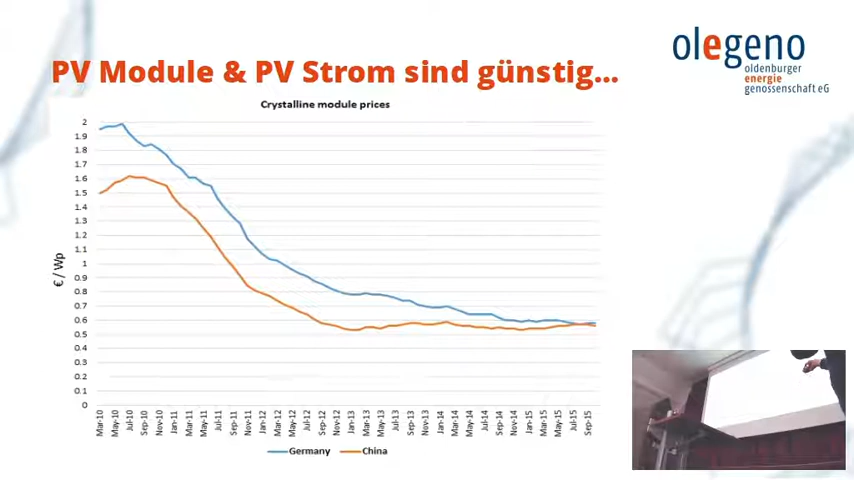 olegeno
oldenburger
energie
genossenschaft eG
PV Module & PV Strom sind günstig...
Crystalline module prices
€ / Wp
2
1.9
1.8
1.7
1.6
1.5
1.4
1.3
1.2
1.1
1
0.9
0.8
0.7
0.6
0.5
0.4
0.3
0.2
0.1
0
Mar-10
May-10
Jul-10
Sep-10
Nov-10
Jan-11
Mar-11
May-11
Jul-11
Sep-11
Nov-11
Jan-12
Mar-12
May-12
Jul-12
Sep-12
Nov-12
Jan-13
Mar-13
May-13
Jul-13
Sep-13
Nov-13
Jan-14
Mar-14
May-14
Jul-14
Sep-14
Nov-14
Jan-15
Mar-15
May-15
Jul-15
Sep-15
Germany
China